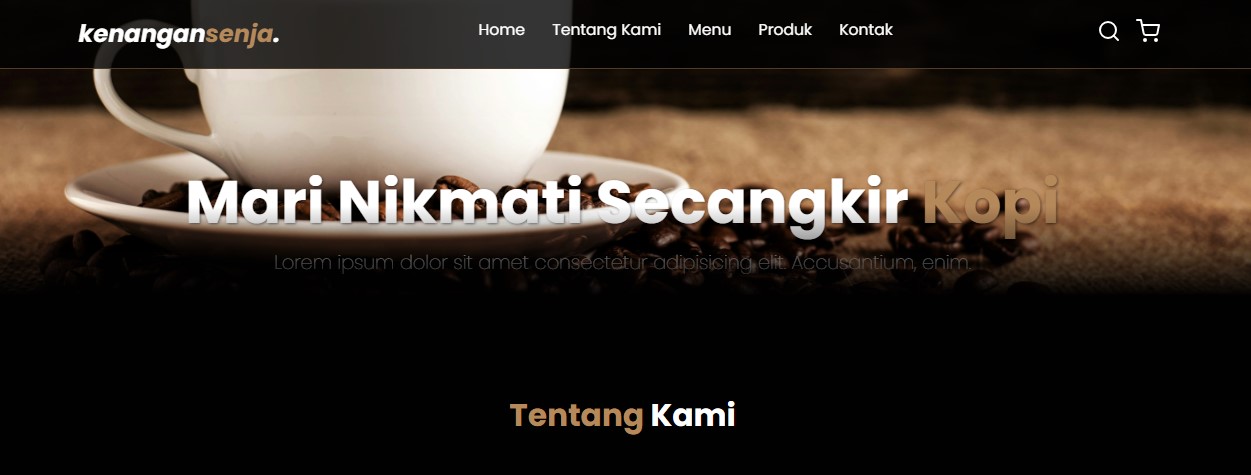 kenangansenja.
Home Tentang Kami Menu Produk Kontak
Mari Nikmati Secangkir Kopi
Lorem ipsum dolor sit amet consectetur adipisicing elit. Accusantium, enim.
Tentang Kami